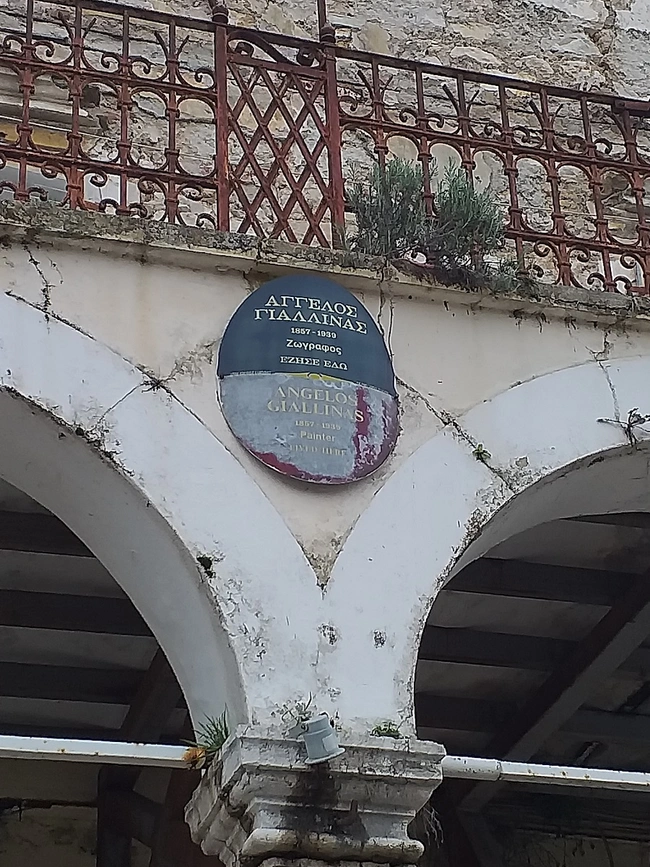 ΑΓΓΕΛΟΣ
ΓΙΑΛΛΙΝΑΣ
1857-1939
Ζωγραφος
ΕΖΗΣΕ ΕΔΩ
ANGELOS
GIALLINAS
1857-1939
Painter
LIVED HERE